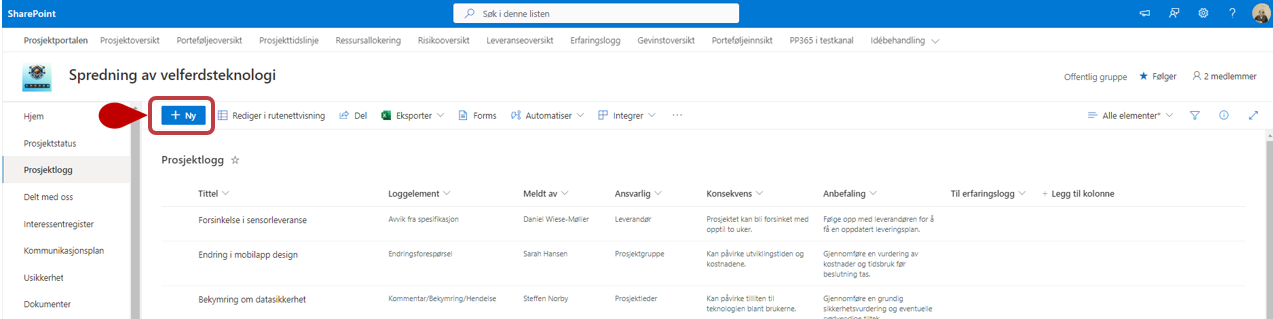 SharePoint
Søk i denne listen
Prosjektportalen Prosjektoversikt Porteføljeoversikt Prosjekttidslinje Ressursallokering Risikooversikt Leveranseoversikt Erfaringslogg Gevinstoversikt Porteføljeinnsikt PP365 i testkanal Idébehandling
Spredning av velferdsteknologi
Offentlig gruppe ★ Følger 2 medlemmer
Hjem
Prosjektstatus
Prosjektlogg
Delt med oss
Interessentregister
Kommunikasjonsplan
Usikkerhet
Dokumenter
+ Ny Rediger i rutenettvisning Del Eksporter Forms Automatiser Integrer ··· Alle elementer*
Prosjektlogg ☆
Tittel Loggelement Meldt av Ansvarlig Konsekvens Anbefaling Til erfaringslogg + Legg til kolonne
Forsinkelse i sensorleveranse Avvik fra spesifikasjon Daniel Wiese-Møller Leverandør Prosjektet kan bli forsinket med Følge opp med leverandøren for å
opptil to uker. få en oppdatert leveringsplan.
Endring i mobilapp design Endringsforespørsel Sarah Hansen Prosjektgruppe Kan påvirke utviklingstiden og Gjennomføre en vurdering av
kostnadene. kostnader og tidsbruk før
beslutning tas.
Bekymring om datasikkerhet Kommentar/Bekymring/Hendelse Steffen Norby Prosjektleder Kan påvirke tilliten til Gjennomføre en grundig
teknologien blant brukerne. sikkerhetsvurdering og eventuelle